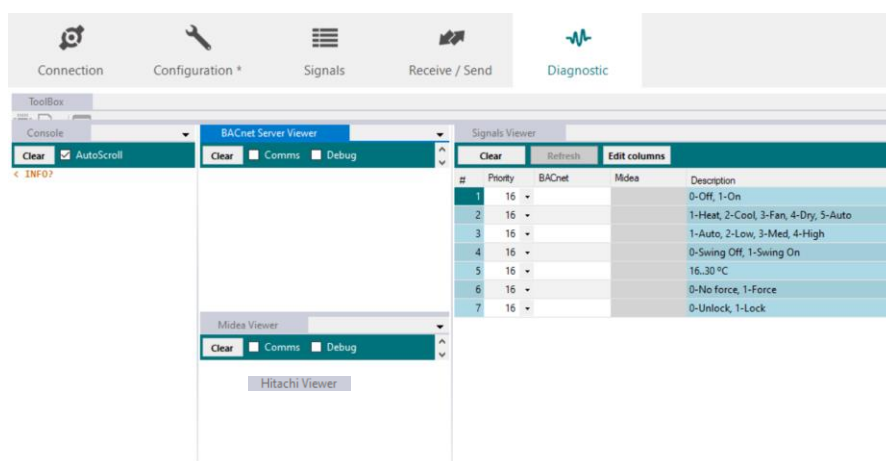 Connection Configuration * Signals Receive / Send Diagnostic
ToolBox
Console BACnet Server Viewer Signals Viewer
Clear AutoScroll Clear Comms Debug Clear Refresh Edit columns
< INFO?
# Priority BACnet Midea Description
1 16 0-Off, 1-On
2 16 1-Heat, 2-Cool, 3-Fan, 4-Dry, 5-Auto
3 16 1-Auto, 2-Low, 3-Med, 4-High
4 16 0-Swing Off, 1-Swing On
5 16 16..30 ºC
6 16 0-No force, 1-Force
7 16 0-Unlock, 1-Lock
Midea Viewer
Clear Comms Debug
Hitachi Viewer